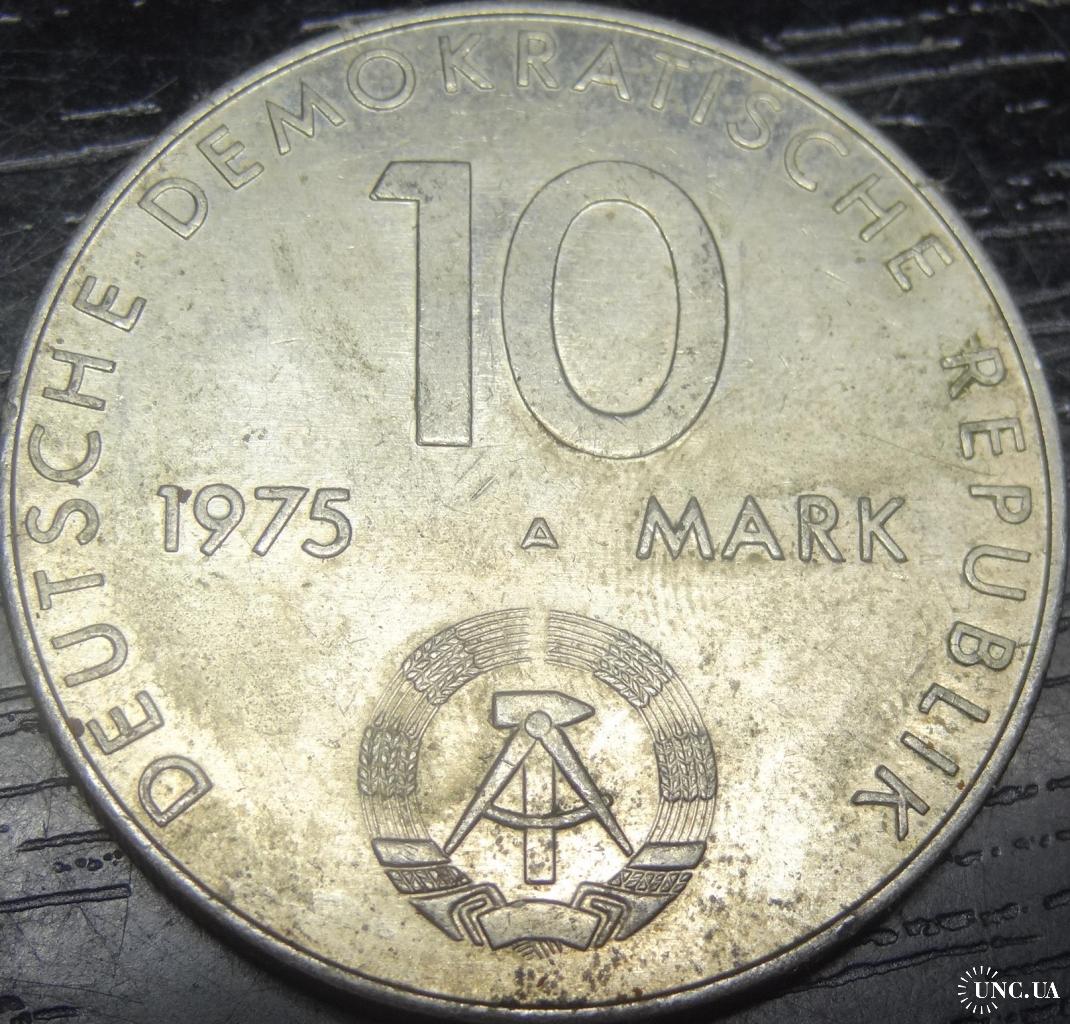 DEUTSCHE DEMOKRATISCHE REPUBLIK
10
1975 A MARK
UNC.UA